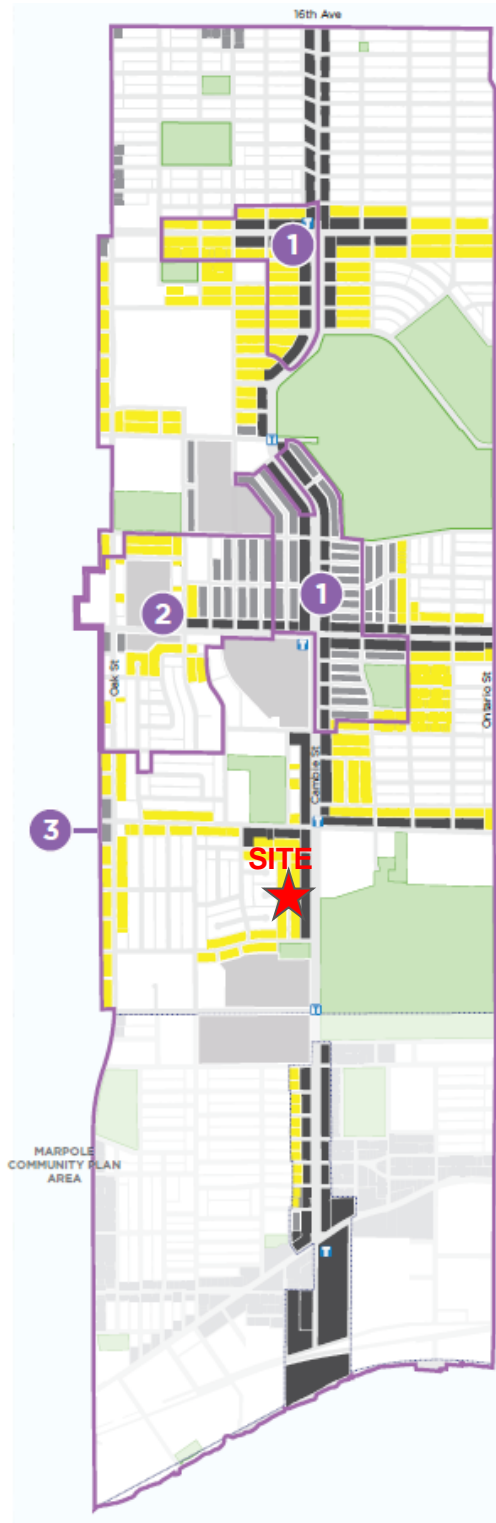 16th Ave
T
1
T
1
2
T
Oak St
Ontario St
Cambie St
3
T
SITE
T
MARPOLE
COMMUNITY PLAN
AREA
T